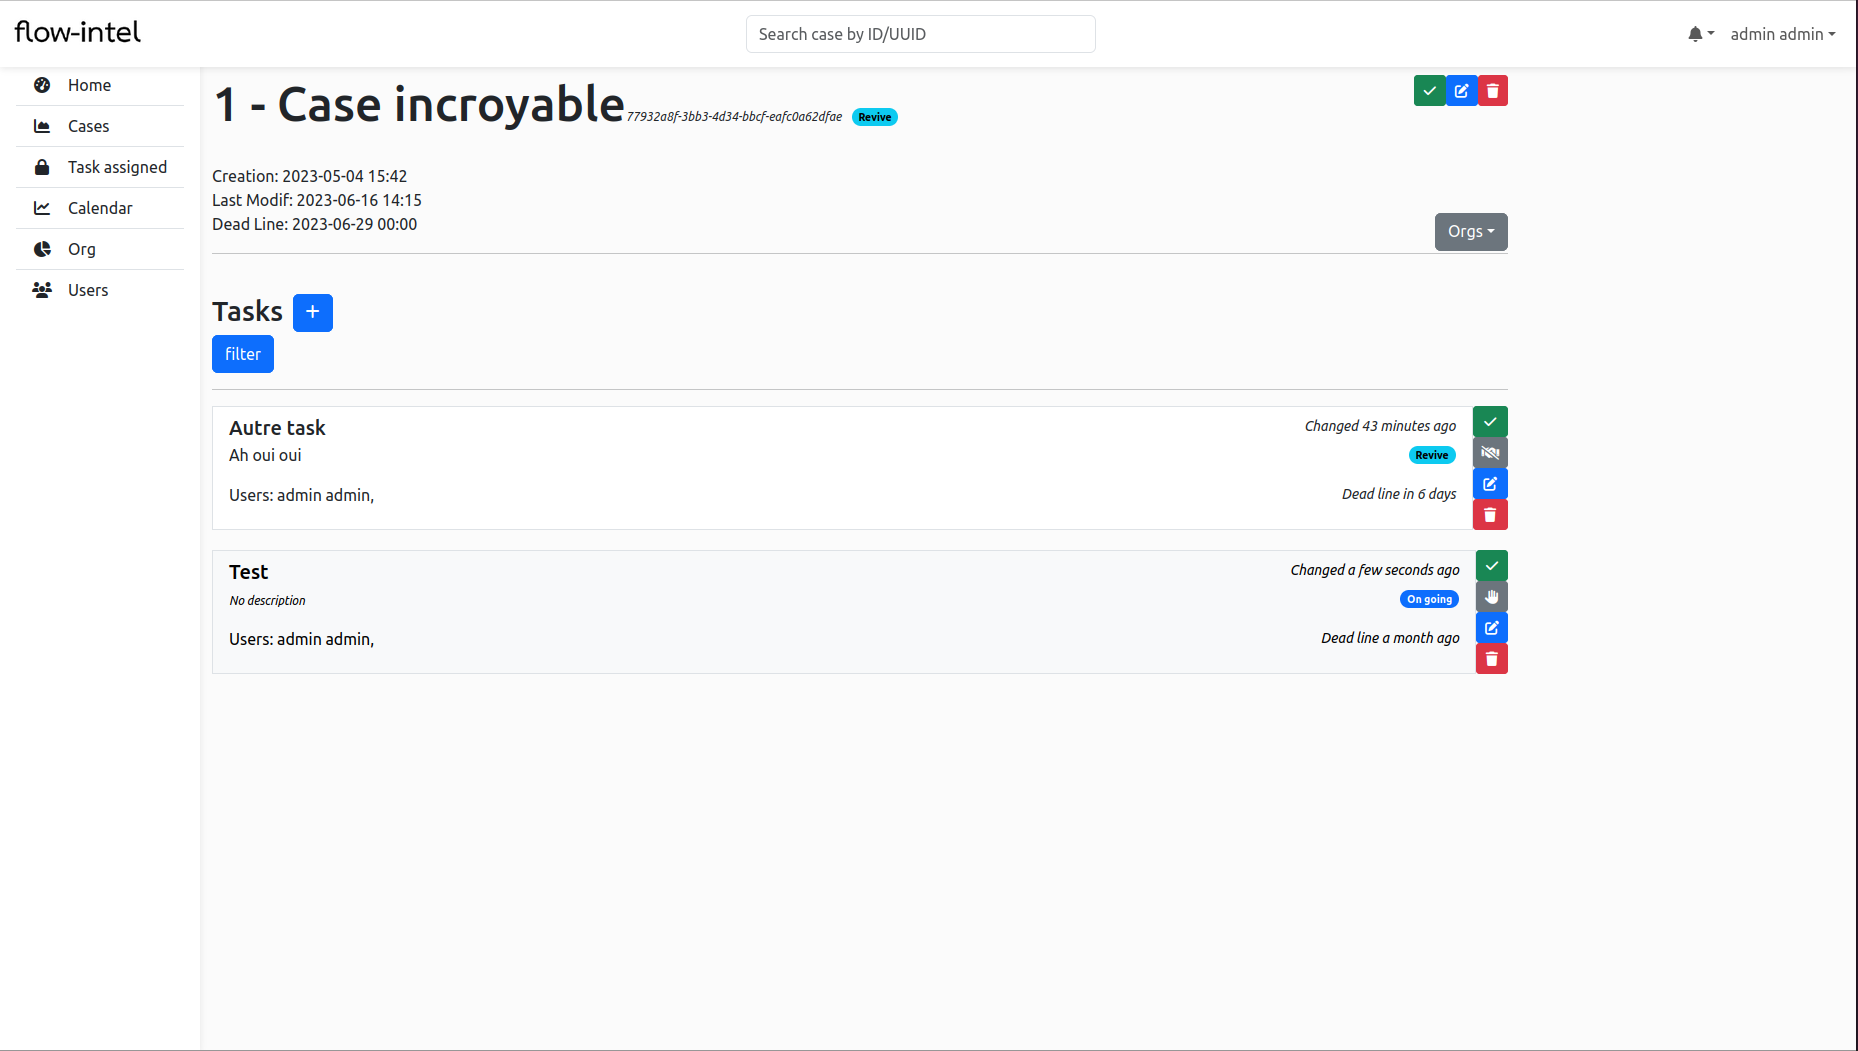 flow-intel
Search case by ID/UUID
admin admin
Home
Cases
Task assigned
Calendar
Org
Users
1 - Case incroyable 77932a8f-3bb3-4d34-bbcf-eafc0a62dfae Revive
Creation: 2023-05-04 15:42
Last Modif: 2023-06-16 14:15
Dead Line: 2023-06-29 00:00
Orgs
Tasks +
filter
Autre task
Changed 43 minutes ago
Ah oui oui
Revive
Users: admin admin,
Dead line in 6 days
Test
Changed a few seconds ago
No description
On going
Users: admin admin,
Dead line a month ago